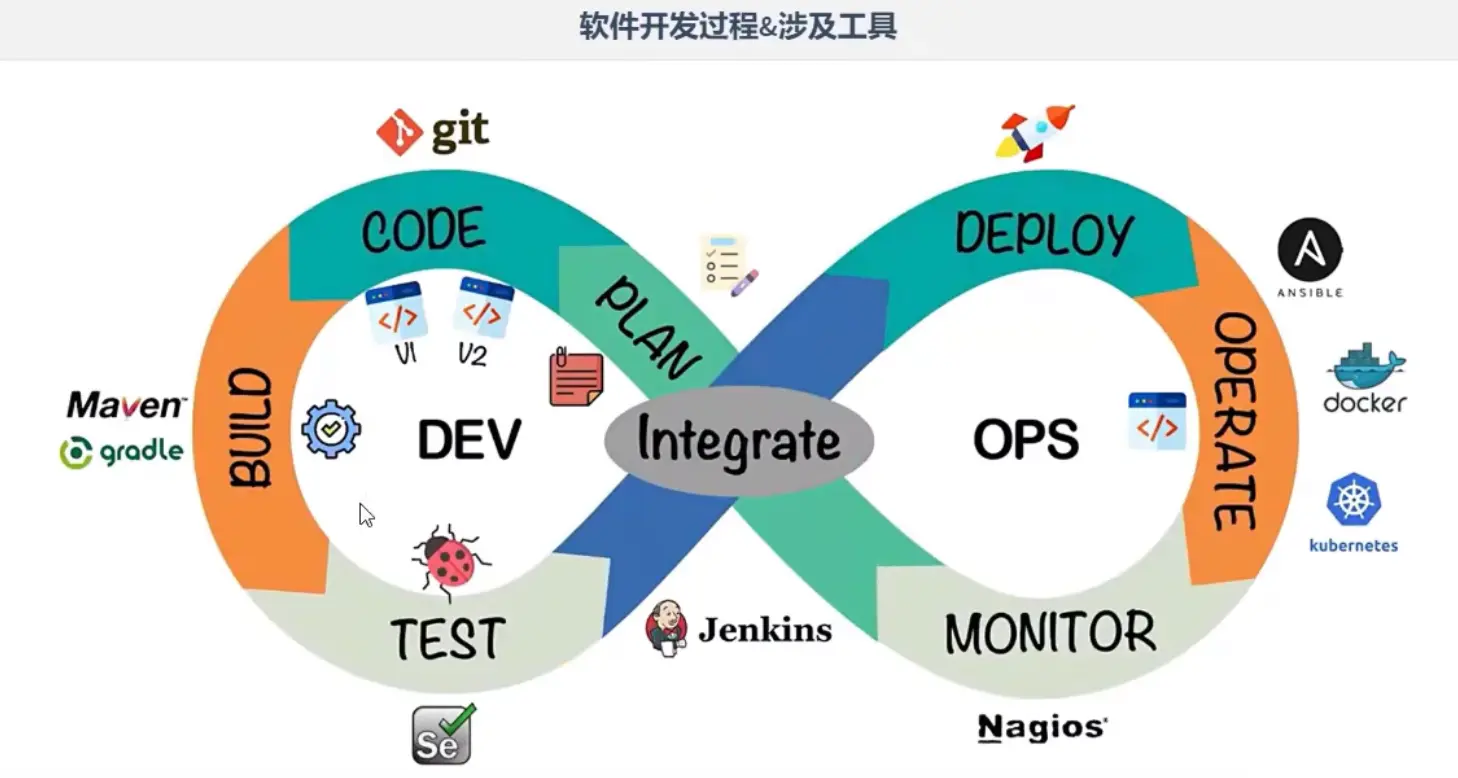 软件开发过程&涉及工具
git
CODE
DEPLOY
PLAN
</>
</>
V1
V2
ANSIBLE
OPERATE
docker
Maven™
gradle
BUILD
DEV
Integrate
OPS
</>
kubernetes
TEST
Jenkins
MONITOR
Se
Nagios®